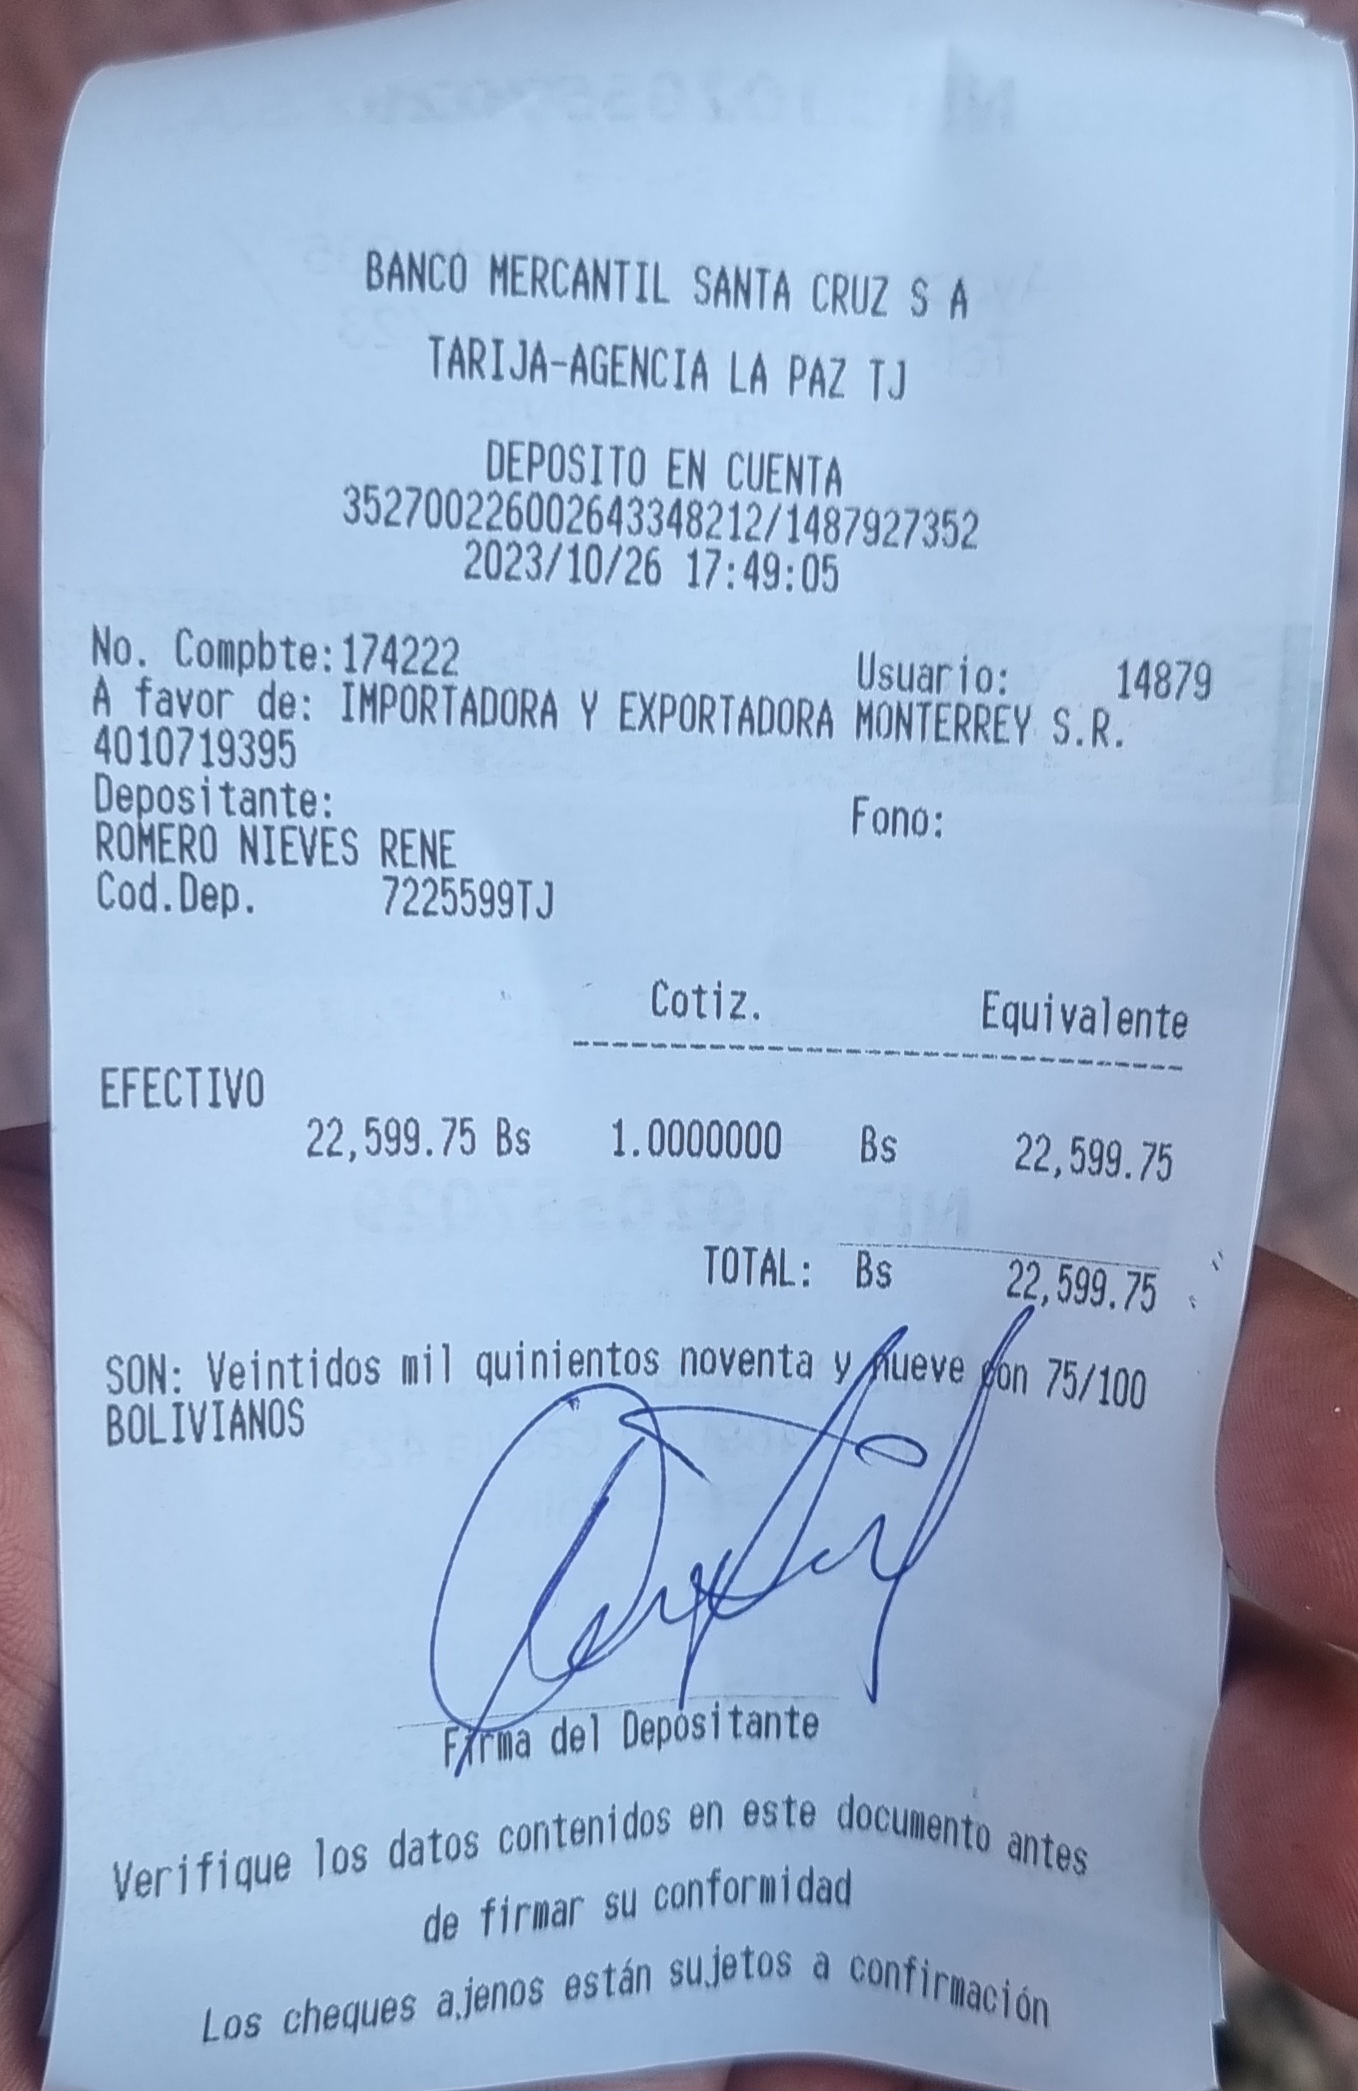 BANCO MERCANTIL SANTA CRUZ S A
TARIJA-AGENCIA LA PAZ TJ
DEPOSITO EN CUENTA
352700226002643348212/1487927352
2023/10/26 17:49:05
No. Compbte:174222 Usuario: 14879
A favor de: IMPORTADORA Y EXPORTADORA MONTERREY S.R.
4010719395
Depositante: Fono:
ROMERO NIEVES RENE
Cod.Dep. 7225599TJ
Cotiz. Equivalente
EFECTIVO
22,599.75 Bs 1.0000000 Bs 22,599.75
TOTAL: Bs 22,599.75
SON: Veintidos mil quinientos noventa y nueve con 75/100
BOLIVIANOS
Firma del Depositante
Verifique los datos contenidos en este documento antes
de firmar su conformidad
Los cheques ajenos están sujetos a confirmación